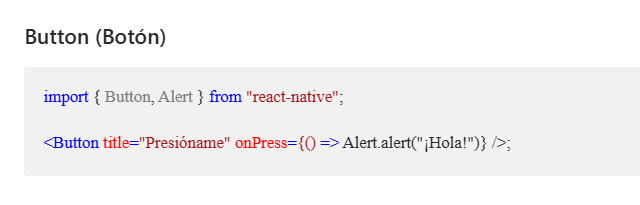 Button (Botón)
import { Button, Alert } from "react-native";
<Button title="Presióname" onPress={() => Alert.alert("¡Hola!")} />;